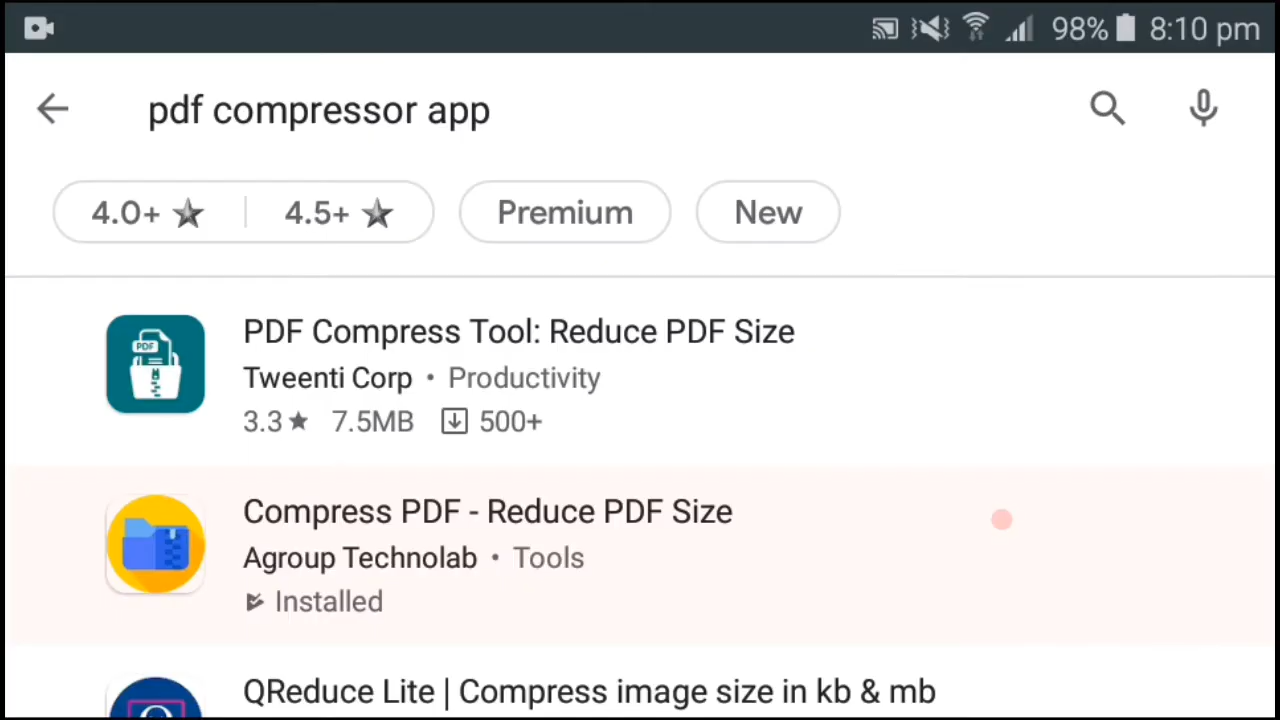 98% 8:10 pm
pdf compressor app
4.0+ ★ 4.5+ ★ Premium New
PDF
PDF Compress Tool: Reduce PDF Size
Tweenti Corp • Productivity
3.3★ 7.5MB 500+
Compress PDF - Reduce PDF Size
Agroup Technolab • Tools
Installed
QReduce Lite | Compress image size in kb & mb